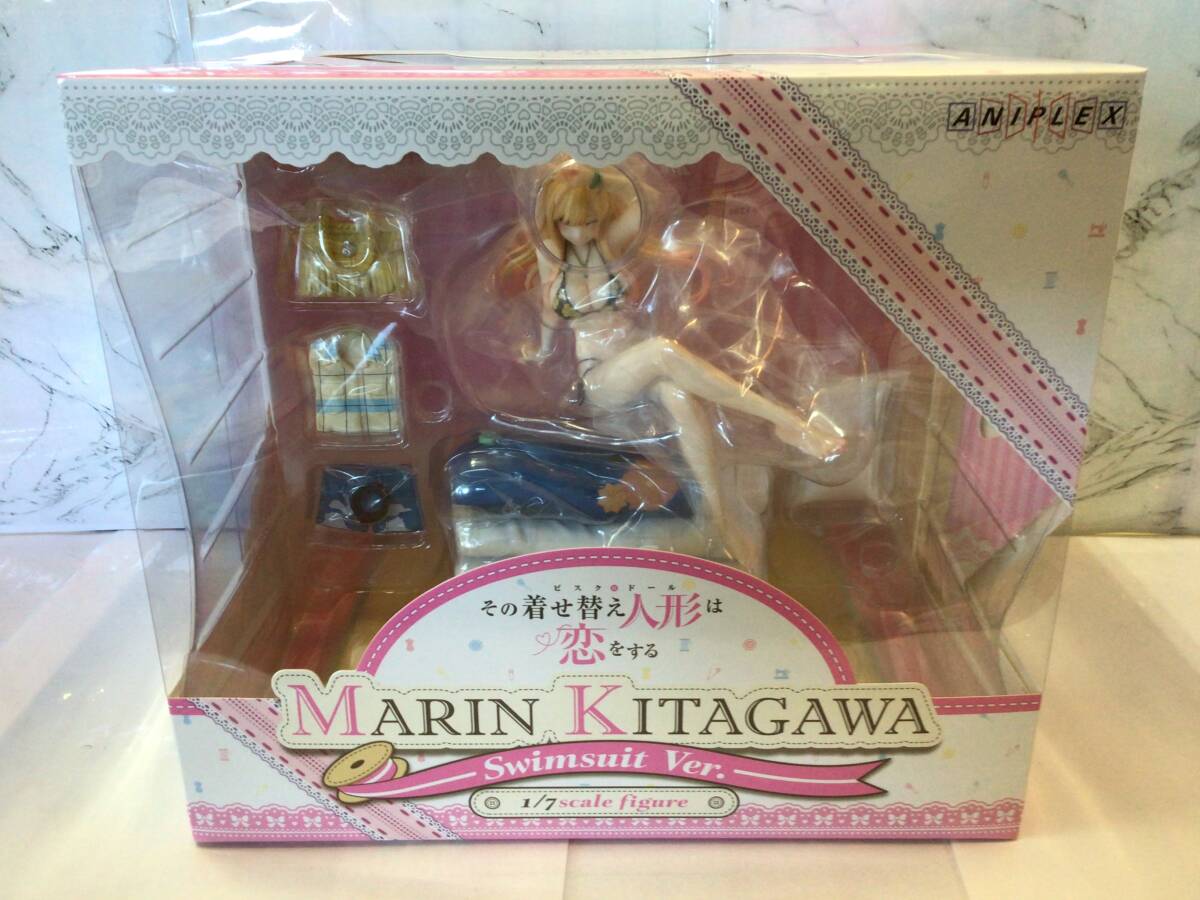 ANIPLEX
ビスク・ドール
その着せ替え人形は
恋をする
MARIN KITAGAWA
Swimsuit Ver.
1/7 scale figure